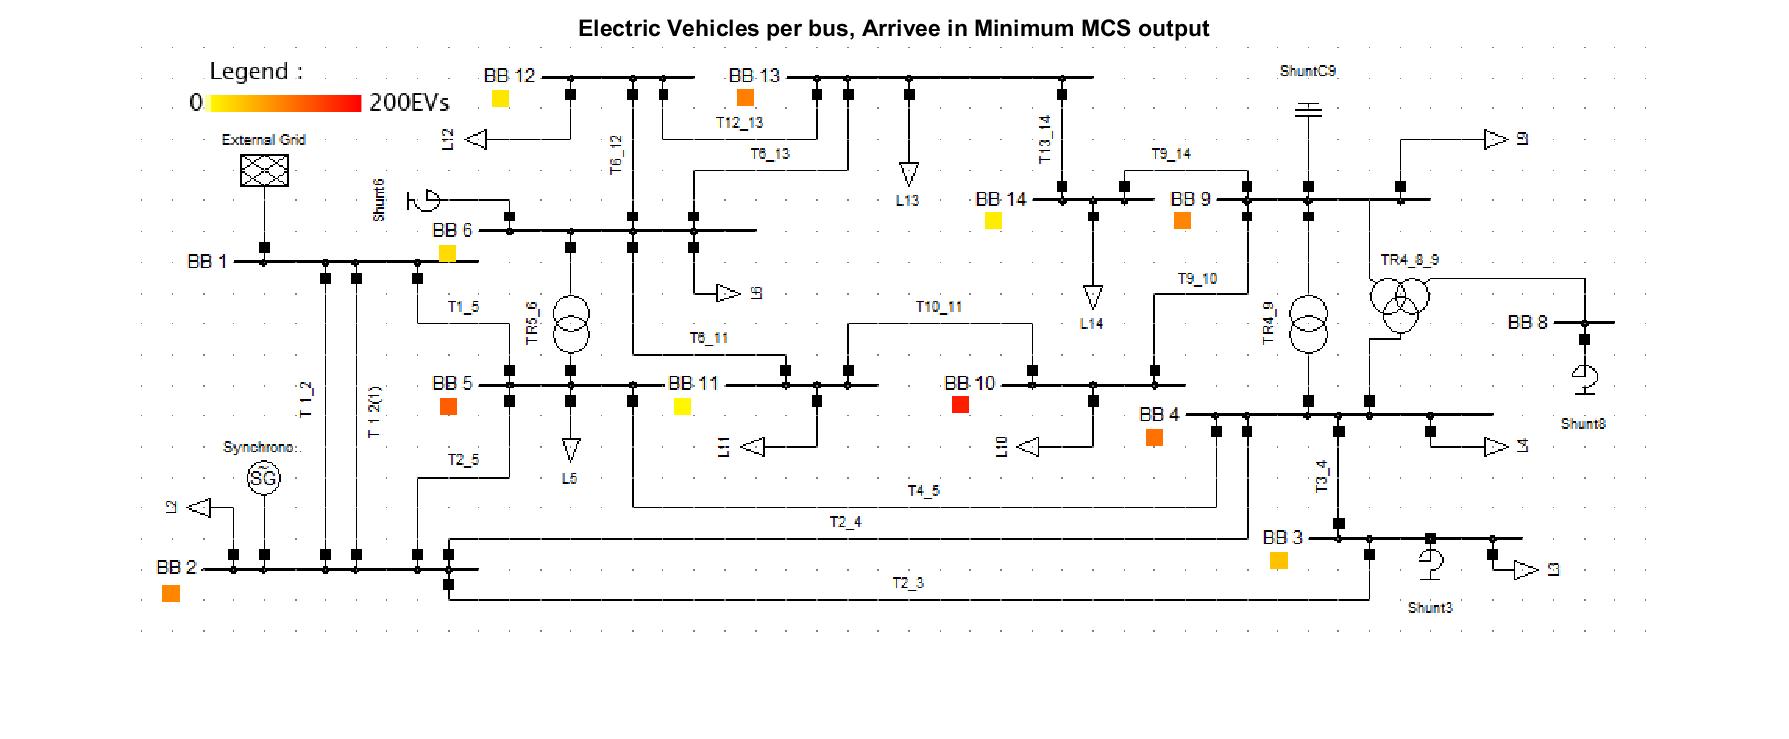 Electric Vehicles per bus, Arrivee in Minimum MCS output
Legend :
0
200EVs
BB 12
BB 13
ShuntC9
External Grid
L12
T6_12
T12_13
T6_13
T13_14
T9_14
L9
Shunt6
L13
BB 14
BB 9
BB 6
BB 1
TR4_8_9
T9_10
L6
T1_5
TR5_6
T10_11
L14
TR4_9
BB 8
T6_11
BB 5
BB 11
BB 10
T 1_2
T 1 2(1)
BB 4
Shunt8
Synchrono:.
SG
T2_5
L5
L11
L10
L4
T3_4
T4_5
L2
T2_4
BB 3
BB 2
T2_3
L3
Shunt3